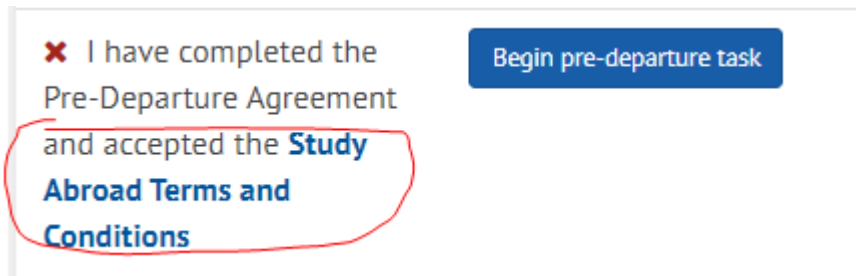 ✖ I have completed the
Pre-Departure Agreement
and accepted the Study
Abroad Terms and
Conditions
Begin pre-departure task